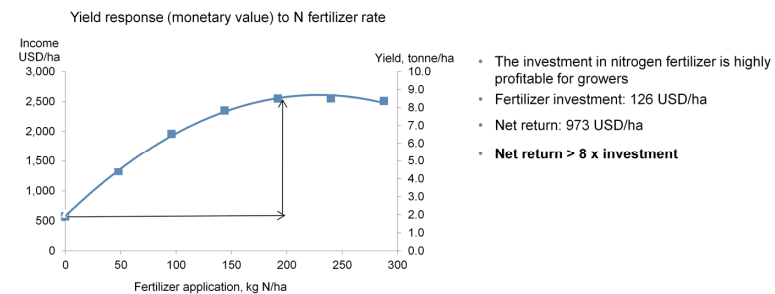 Yield response (monetary value) to N fertilizer rate
Income
USD/ha
Yield, tonne/ha
3,000
2,500
2,000
1,500
1,000
500
0
10.0
9.0
8.0
7.0
6.0
5.0
4.0
3.0
2.0
1.0
0.0
0 50 100 150 200 250 300
Fertilizer application, kg N/ha
• The investment in nitrogen fertilizer is highly
profitable for growers
• Fertilizer investment: 126 USD/ha
• Net return: 973 USD/ha
• Net return > 8 x investment